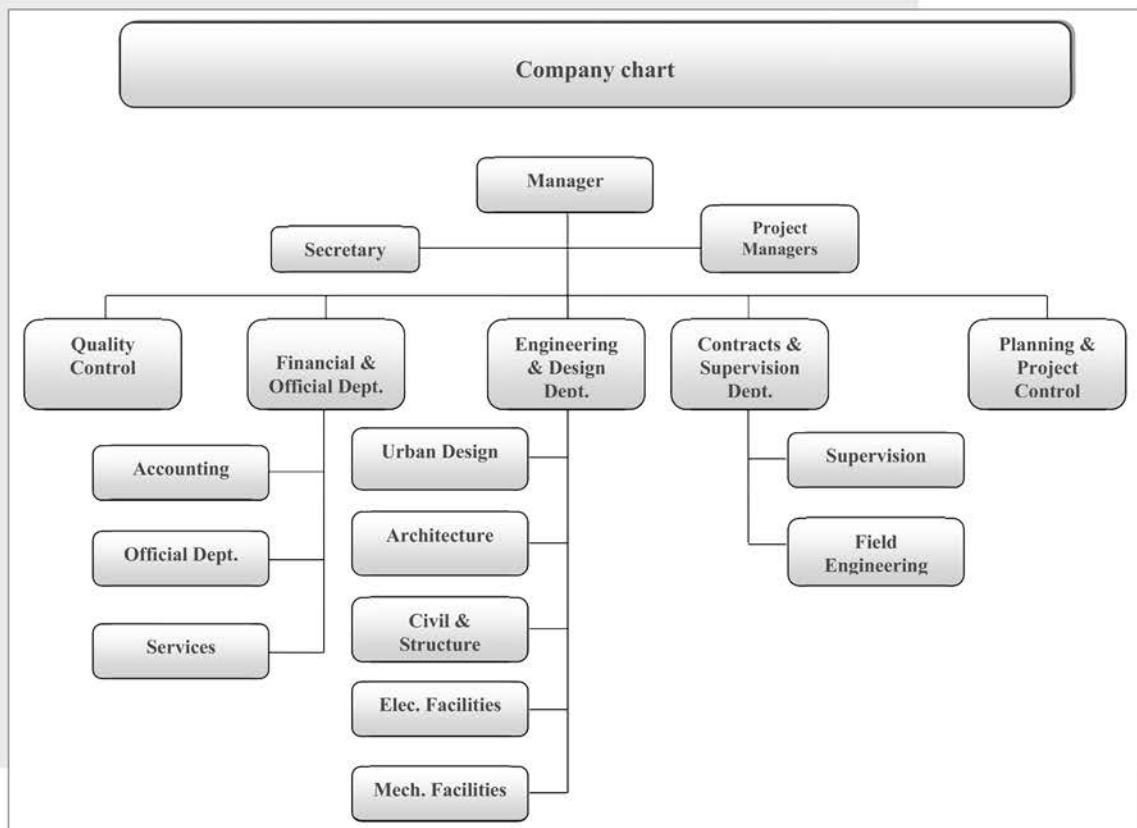 Company chart
Manager
Secretary
Project
Managers
Quality
Control
Financial &
Official Dept.
Engineering
& Design
Dept.
Contracts &
Supervision
Dept.
Planning &
Project
Control
Accounting
Official Dept.
Services
Urban Design
Architecture
Civil &
Structure
Elec. Facilities
Mech. Facilities
Supervision
Field
Engineering